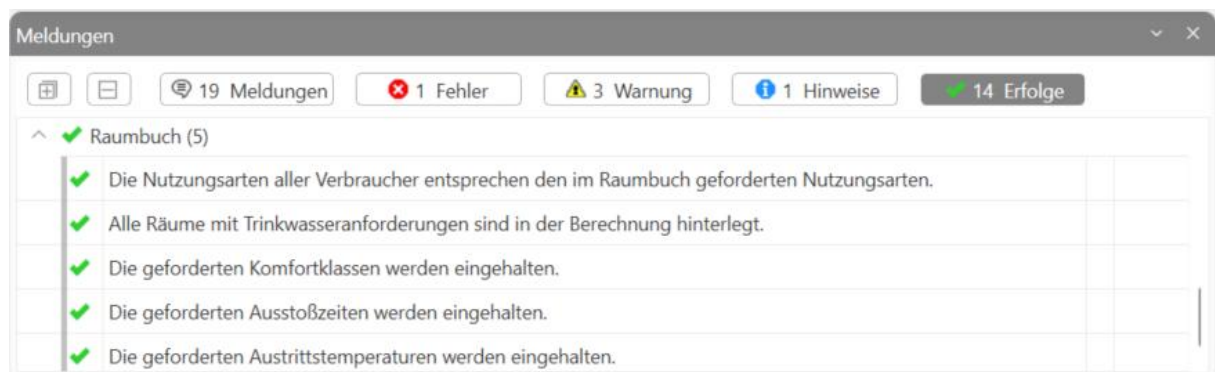 Meldungen
19 Meldungen 1 Fehler 3 Warnung 1 Hinweise 14 Erfolge
Raumbuch (5)
Die Nutzungsarten aller Verbraucher entsprechen den im Raumbuch geforderten Nutzungsarten.
Alle Räume mit Trinkwasseranforderungen sind in der Berechnung hinterlegt.
Die geforderten Komfortklassen werden eingehalten.
Die geforderten Ausstoßzeiten werden eingehalten.
Die geforderten Austrittstemperaturen werden eingehalten.